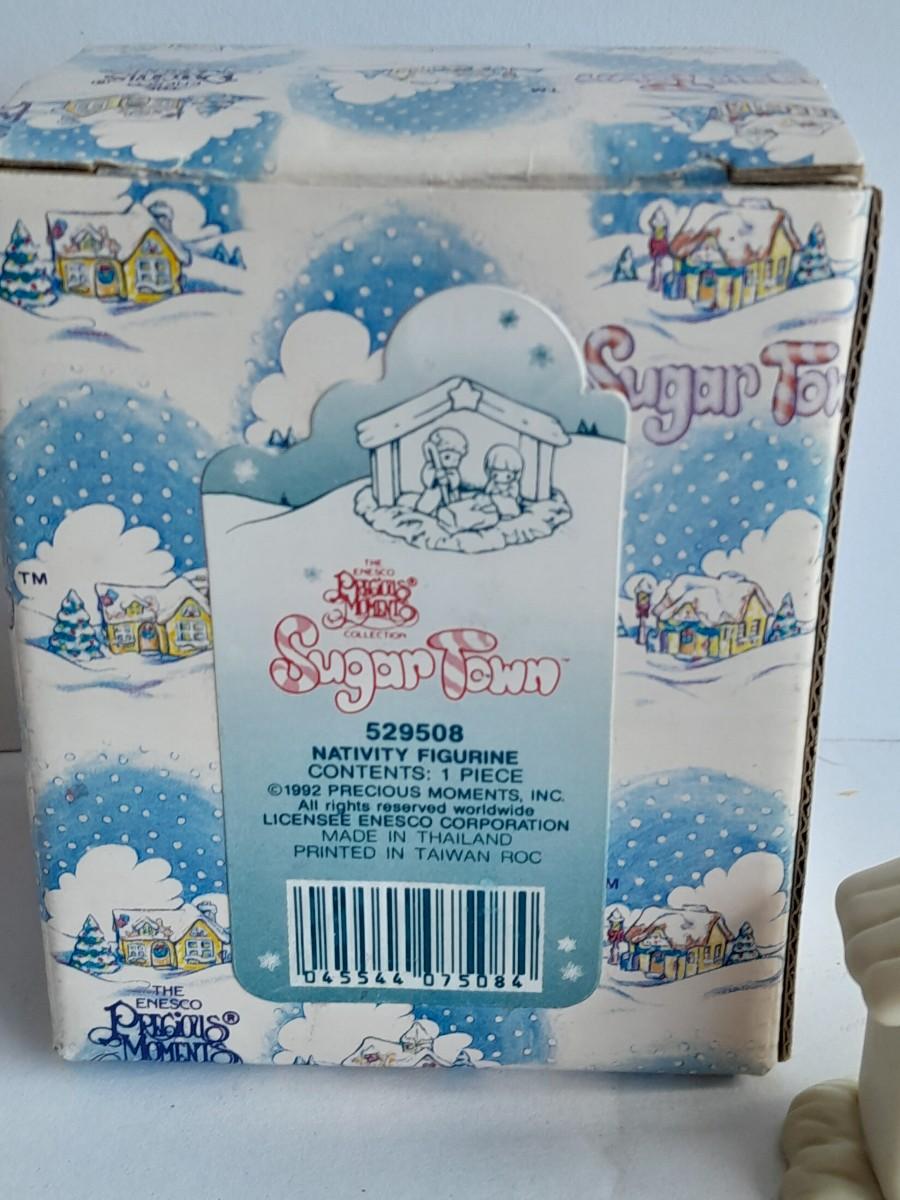 Sugar Tow
TM
THE
ENESCO
PRECIOUS®
MOMENTS
COLLECTION
Sugar Town™
529508
NATIVITY FIGURINE
CONTENTS: 1 PIECE
©1992 PRECIOUS MOMENTS, INC.
All rights reserved worldwide
LICENSEE ENESCO CORPORATION
MADE IN THAILAND
PRINTED IN TAIWAN ROC
045544 075084
M
THE
ENESCO
PRECIOUS®
MOMENTS